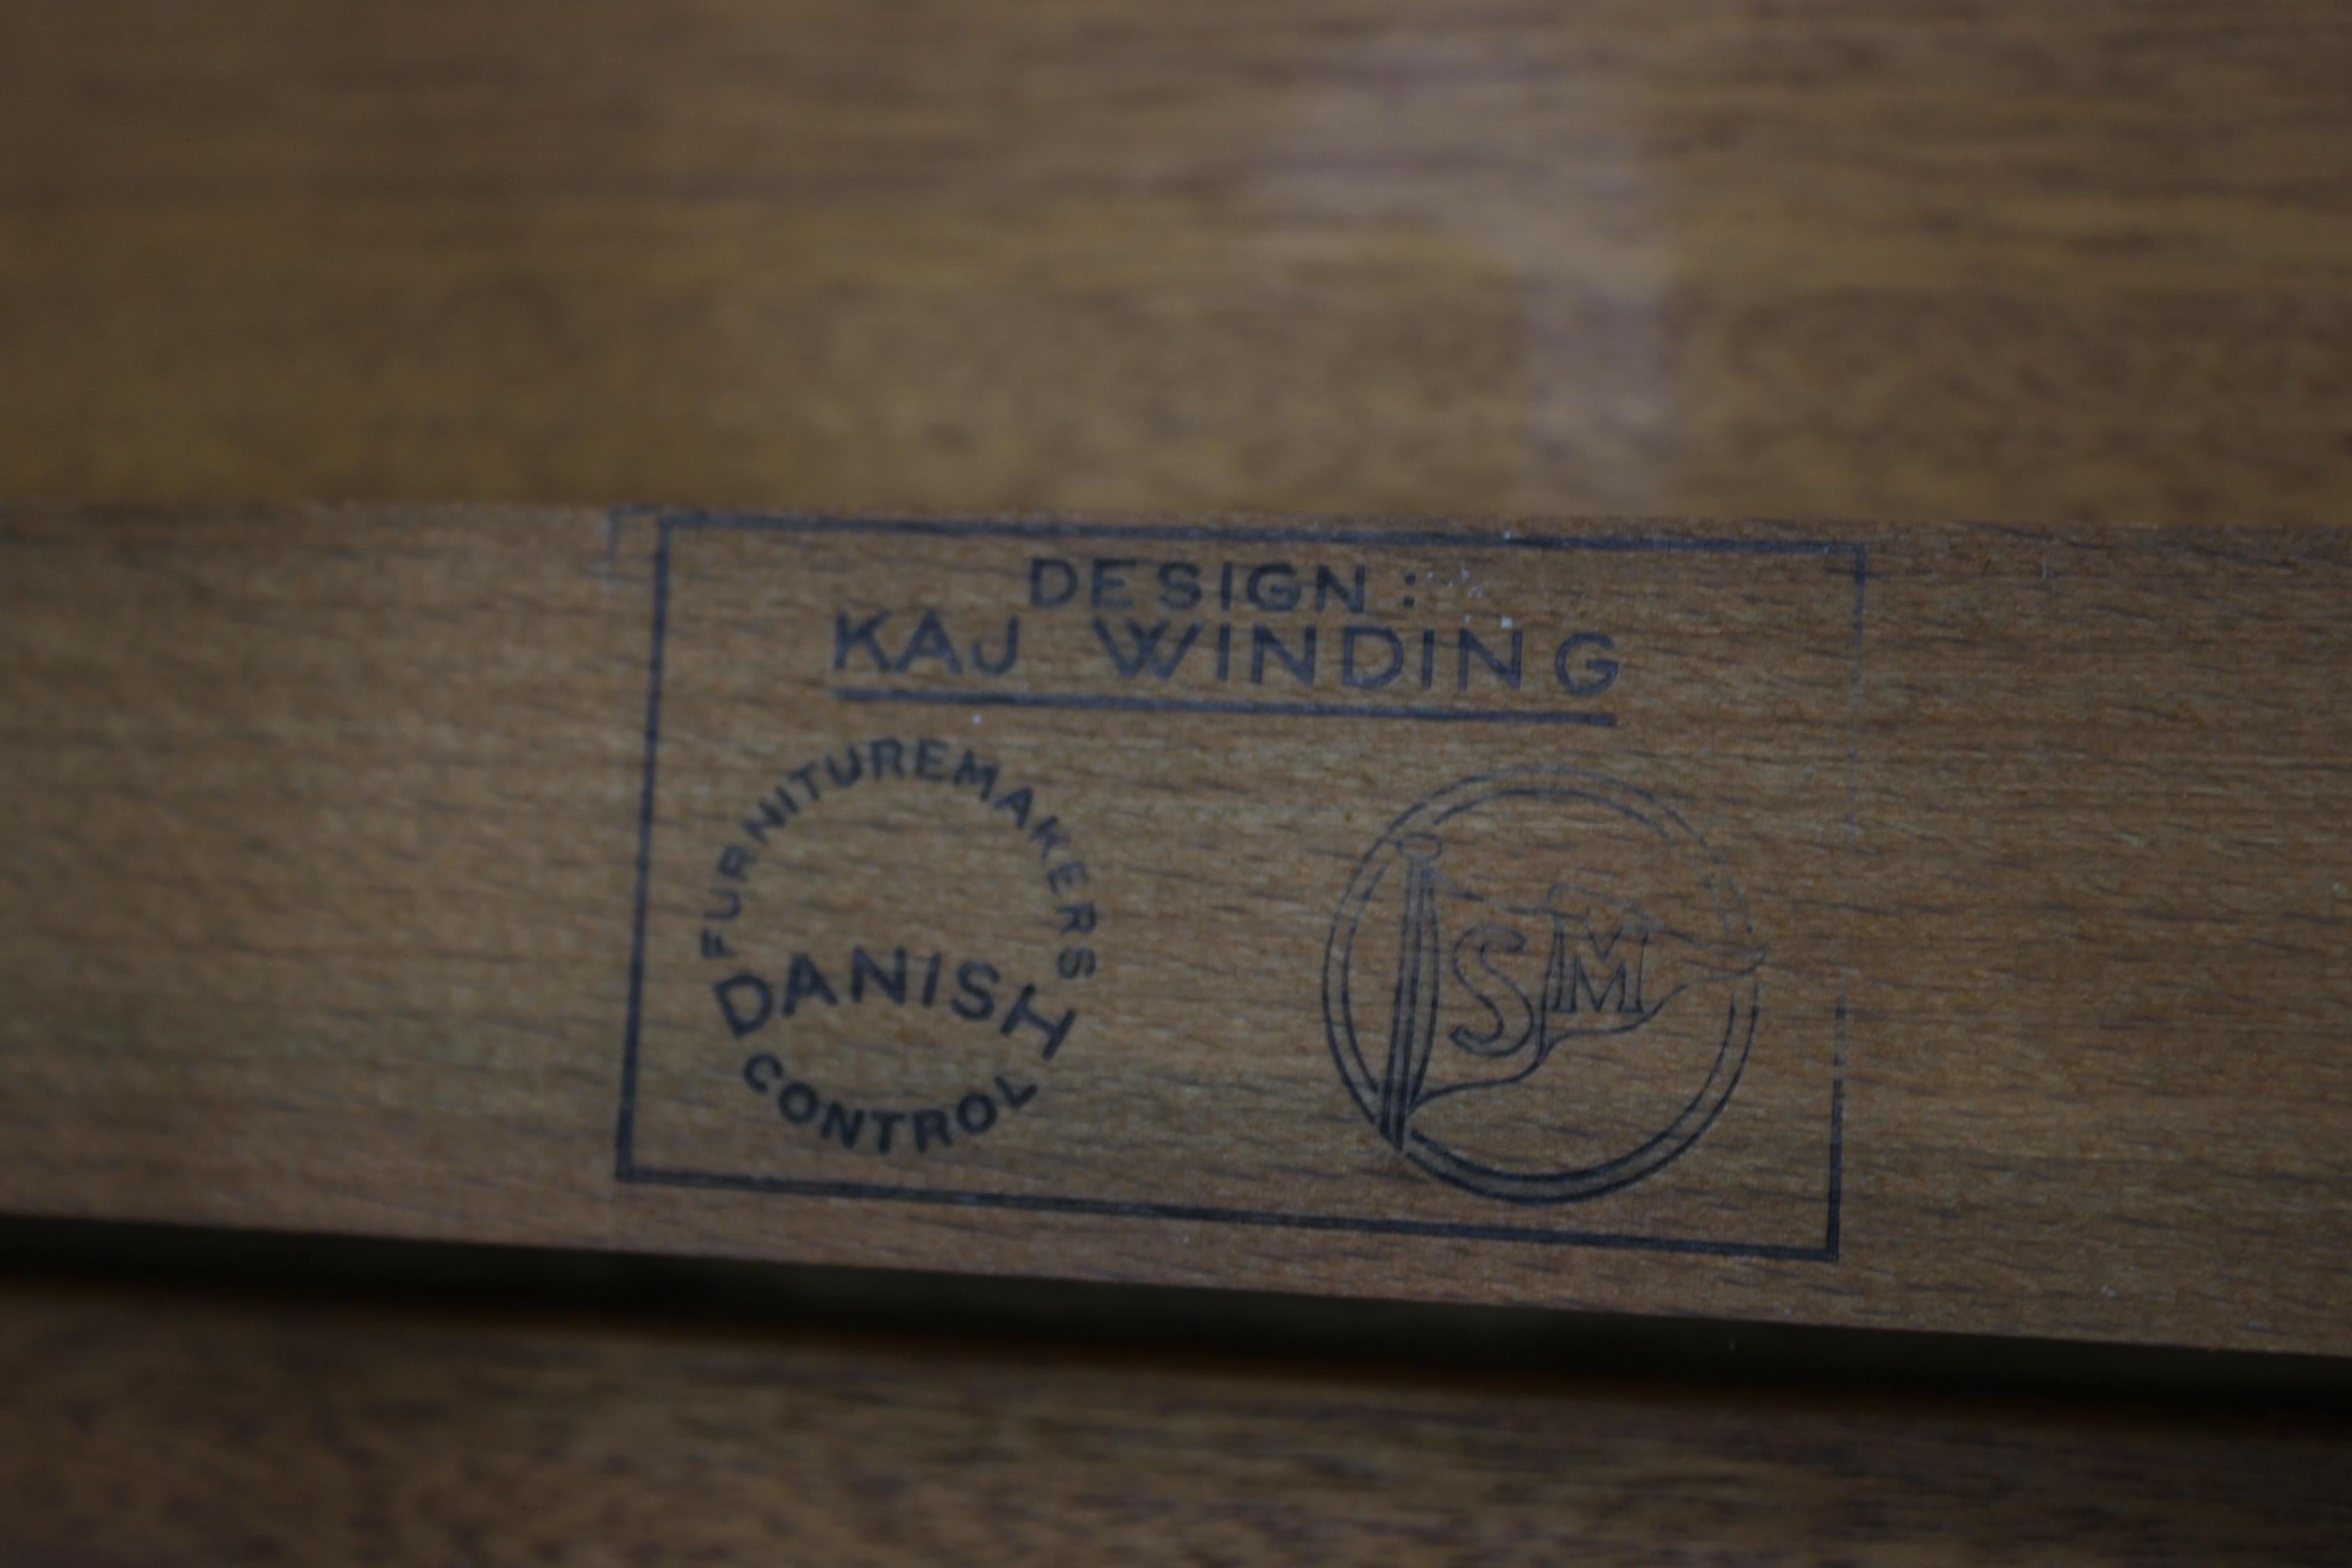 DESIGN:
KAJ WINDING
FURNITUREMAKERS
DANISH
CONTROL
SM